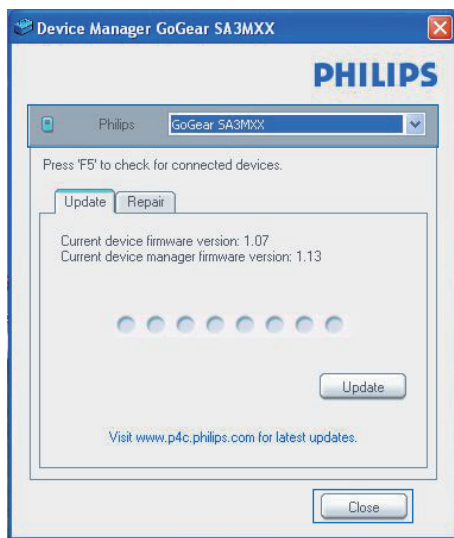 Device Manager GoGear SA3MXX
PHILIPS
Philips GoGear SA3MXX
Press 'F5' to check for connected devices.
Update Repair
Current device firmware version: 1.07
Current device manager firmware version: 1.13
Update
Visit www.p4c.philips.com for latest updates.
Close